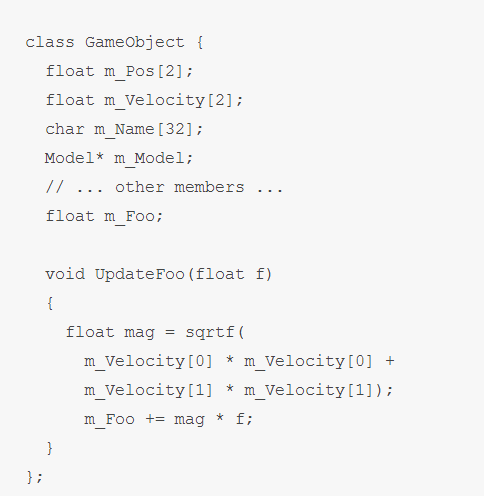 class GameObject {
float m_Pos[2];
float m_Velocity[2];
char m_Name[32];
Model* m_Model;
// ... other members ...
float m_Foo;
void UpdateFoo(float f)
{
float mag = sqrtf(
m_Velocity[0] * m_Velocity[0] +
m_Velocity[1] * m_Velocity[1]);
m_Foo += mag * f;
}
};